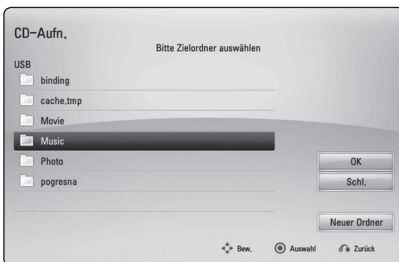 CD-Aufn.
Bitte Zielordner auswählen
USB
binding
cache.tmp
Movie
Music
Photo
pogresna
OK
Schl.
Neuer Ordner
Bew. Auswahl Zurück